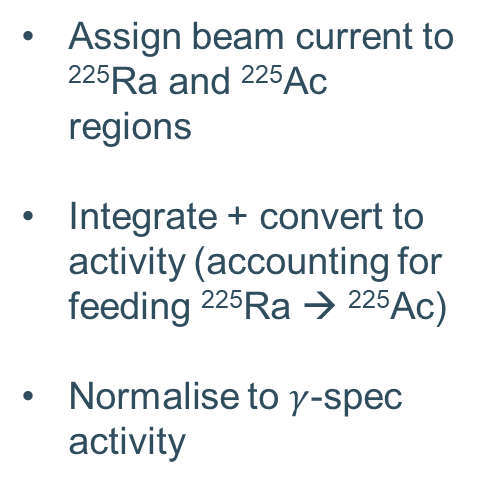 • Assign beam current to
²²⁵Ra and ²²⁵Ac
regions
• Integrate + convert to
activity (accounting for
feeding ²²⁵Ra → ²²⁵Ac)
• Normalise to γ-spec
activity